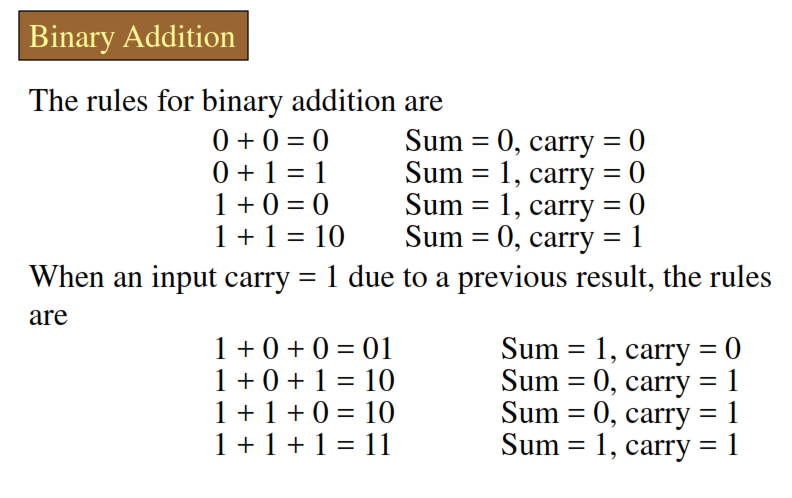 Binary Addition
The rules for binary addition are
0 + 0 = 0 Sum = 0, carry = 0
0 + 1 = 1 Sum = 1, carry = 0
1 + 0 = 0 Sum = 1, carry = 0
1 + 1 = 10 Sum = 0, carry = 1
When an input carry = 1 due to a previous result, the rules
are
1 + 0 + 0 = 01 Sum = 1, carry = 0
1 + 0 + 1 = 10 Sum = 0, carry = 1
1 + 1 + 0 = 10 Sum = 0, carry = 1
1 + 1 + 1 = 11 Sum = 1, carry = 1